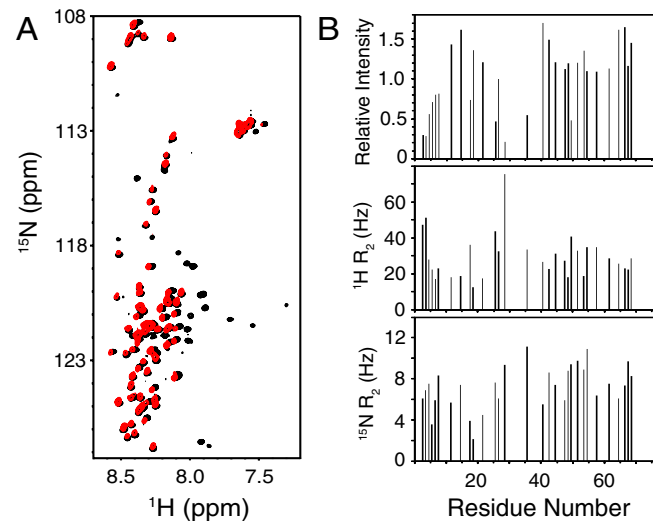 A
108
113
118
123
¹⁵N (ppm)
8.5
8.0
7.5
¹H (ppm)
B
1.5
1.0
0.5
0
Relative Intensity
60
40
20
0
¹H R₂ (Hz)
12
8
4
0
¹⁵N R₂ (Hz)
20
40
60
Residue Number